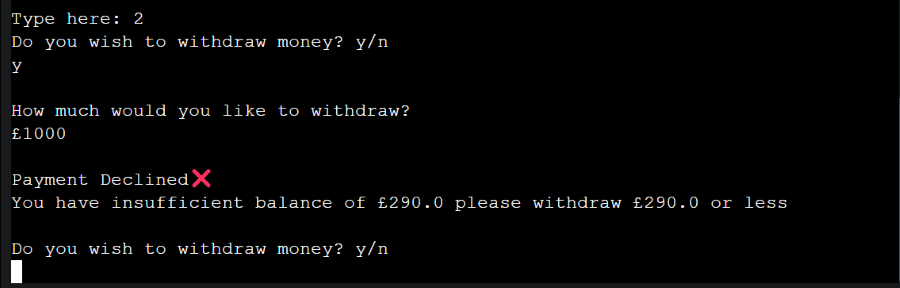 Type here: 2
Do you wish to withdraw money? y/n
y
How much would you like to withdraw?
£1000
Payment Declined❌
You have insufficient balance of £290.0 please withdraw £290.0 or less
Do you wish to withdraw money? y/n